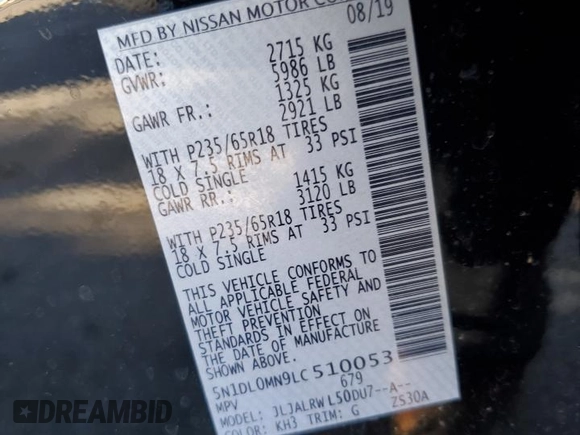 MFD BY NISSAN MOTOR CO
DATE: 08/19
GVWR: 2715 KG
5986 LB
GAWR FR.: 1325 KG
2921 LB
WITH P235/65R18 TIRES
18 X 7.5 RIMS AT 33 PSI
COLD SINGLE
GAWR RR.: 1415 KG
3120 LB
WITH P235/65R18 TIRES
18 X 7.5 RIMS AT 33 PSI
COLD SINGLE
THIS VEHICLE CONFORMS TO
ALL APPLICABLE FEDERAL
MOTOR VEHICLE SAFETY AND
THEFT PREVENTION
STANDARDS IN EFFECT ON
THE DATE OF MANUFACTURE
SHOWN ABOVE.
5N1DL0MN9LC510053
MPV 679
MODEL: JLJALRWL50DU7--A--
COLOR: KH3 TRIM: G ZS30A
DREAMBID